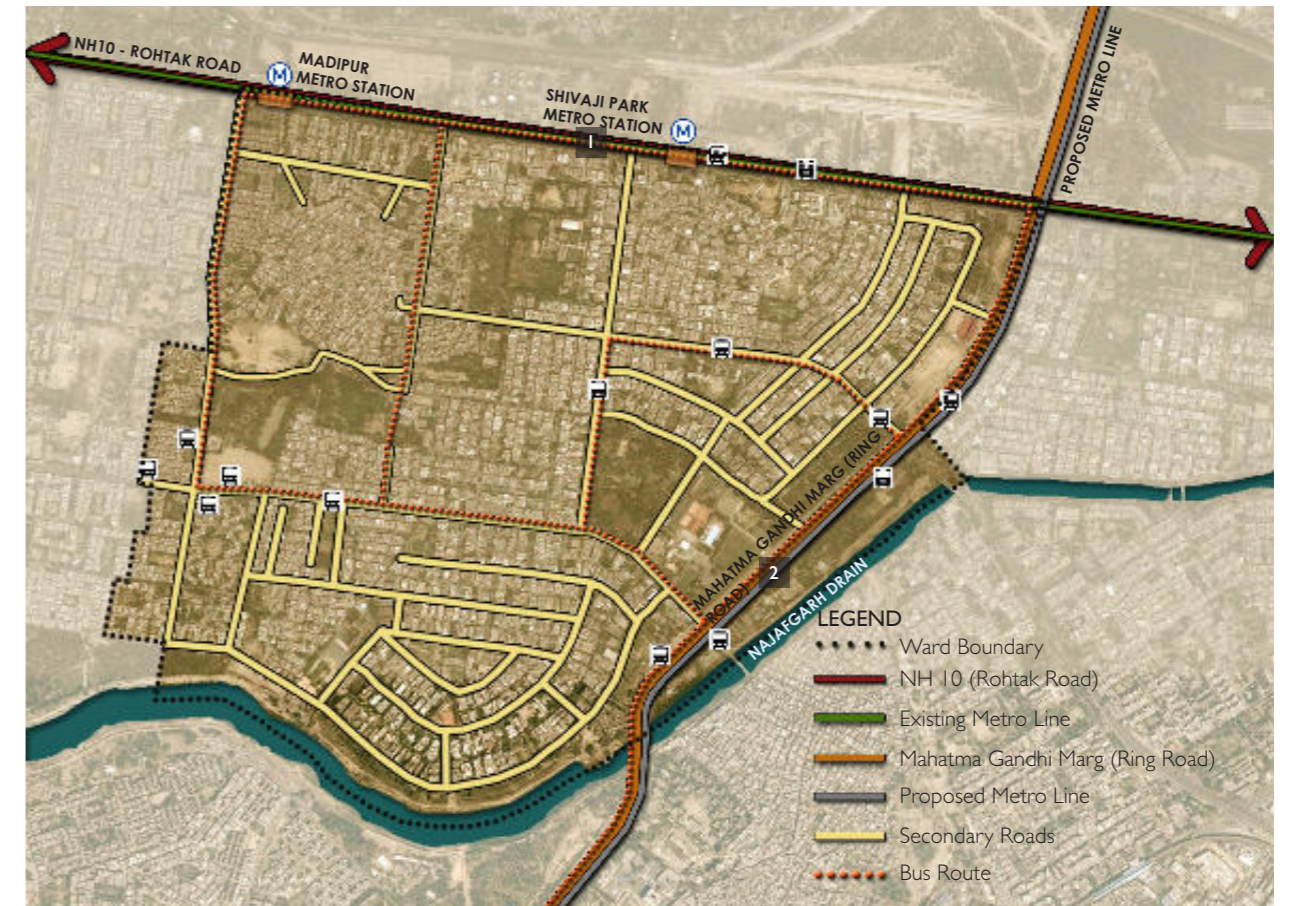 NH10 - ROHTAK ROAD
MADIPUR
METRO STATION
M
SHIVAJI PARK
METRO STATION
M
1
PROPOSED METRO LINE
MAHATMA GANDHI MARG (RING
ROAD)
2
NAJAFGARH DRAIN
LEGEND
Ward Boundary
NH 10 (Rohtak Road)
Existing Metro Line
Mahatma Gandhi Marg (Ring Road)
Proposed Metro Line
Secondary Roads
Bus Route